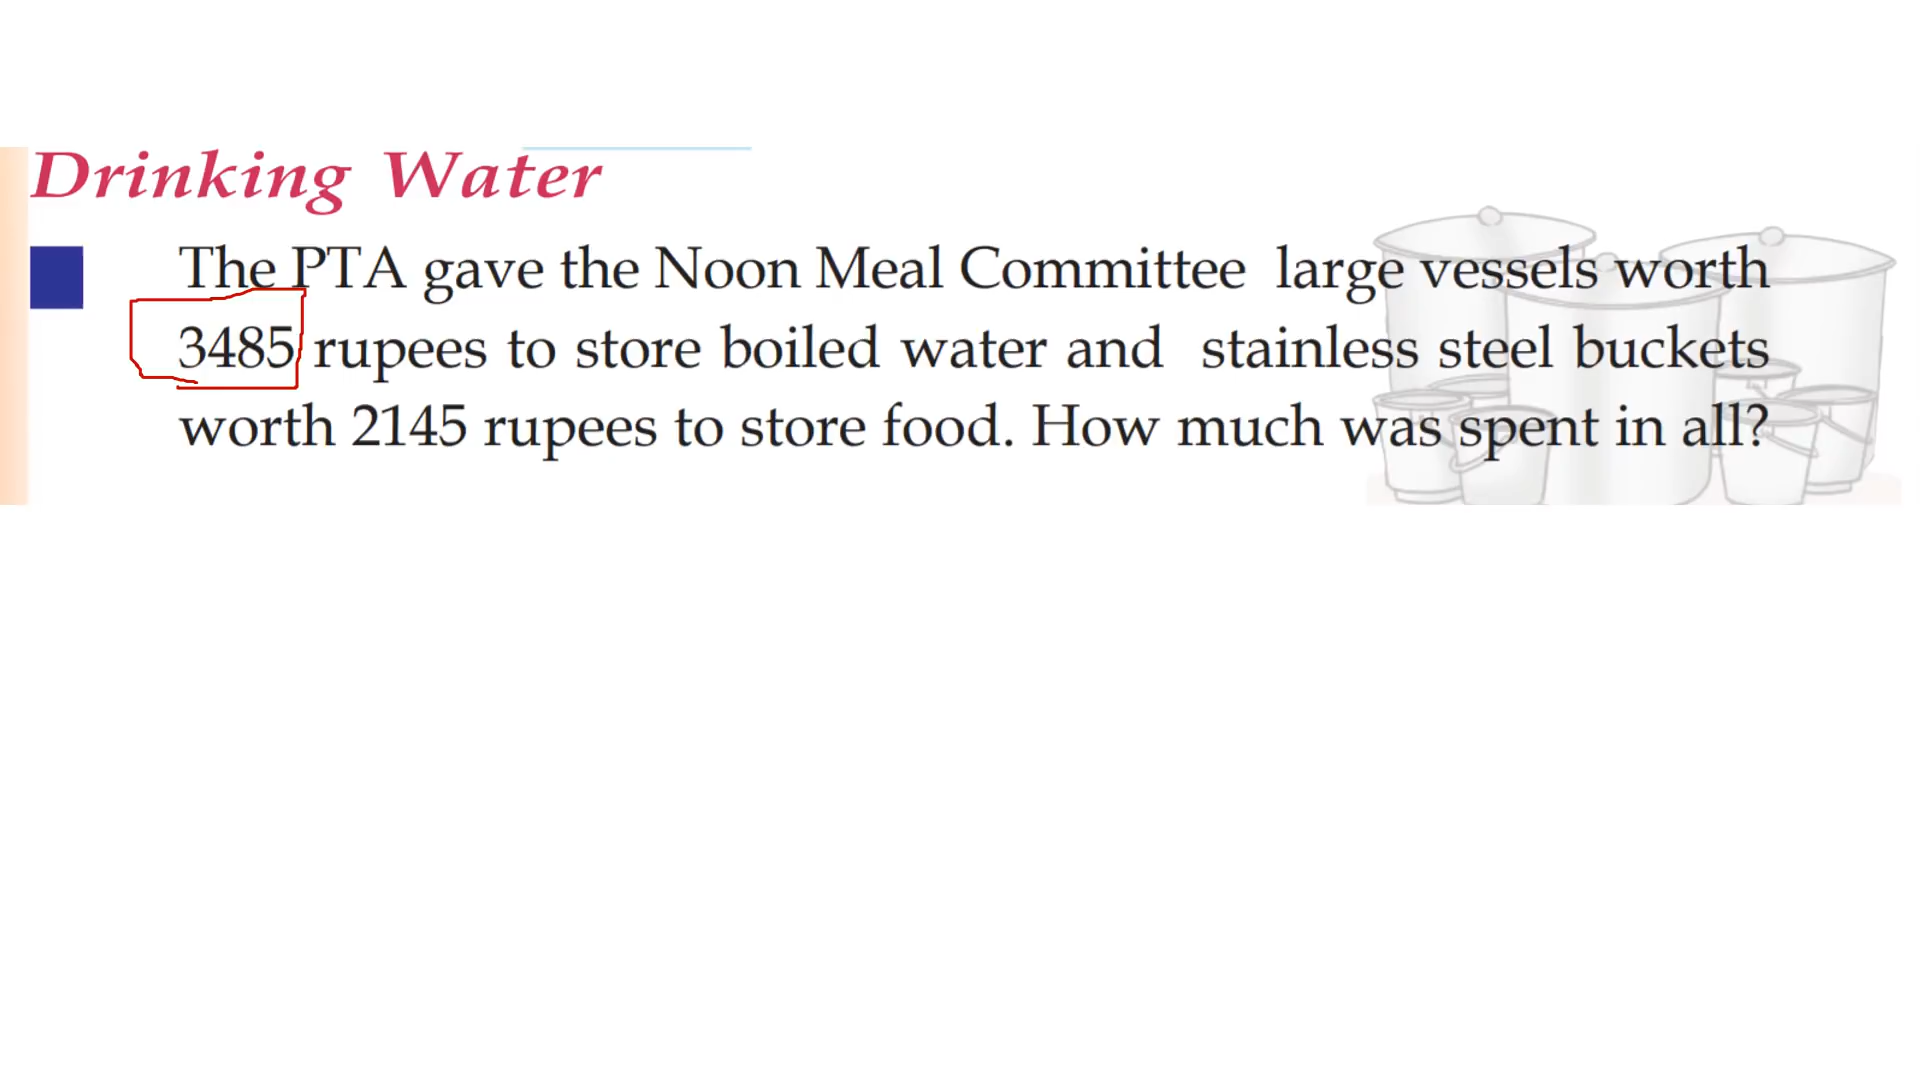 Drinking Water
The PTA gave the Noon Meal Committee large vessels worth
3485 rupees to store boiled water and stainless steel buckets
worth 2145 rupees to store food. How much was spent in all?